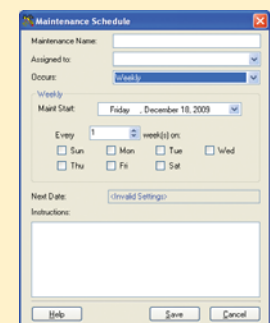 Maintenance Schedule
Maintenance Name:
Assigned to:
Occurs: Weekly
Weekly
Maint Start: Friday , December 18, 2009
Every 1 week(s) on:
Sun Mon Tue Wed
Thu Fri Sat
Next Date: <Invalid Settings>
Instructions:
Help Save Cancel